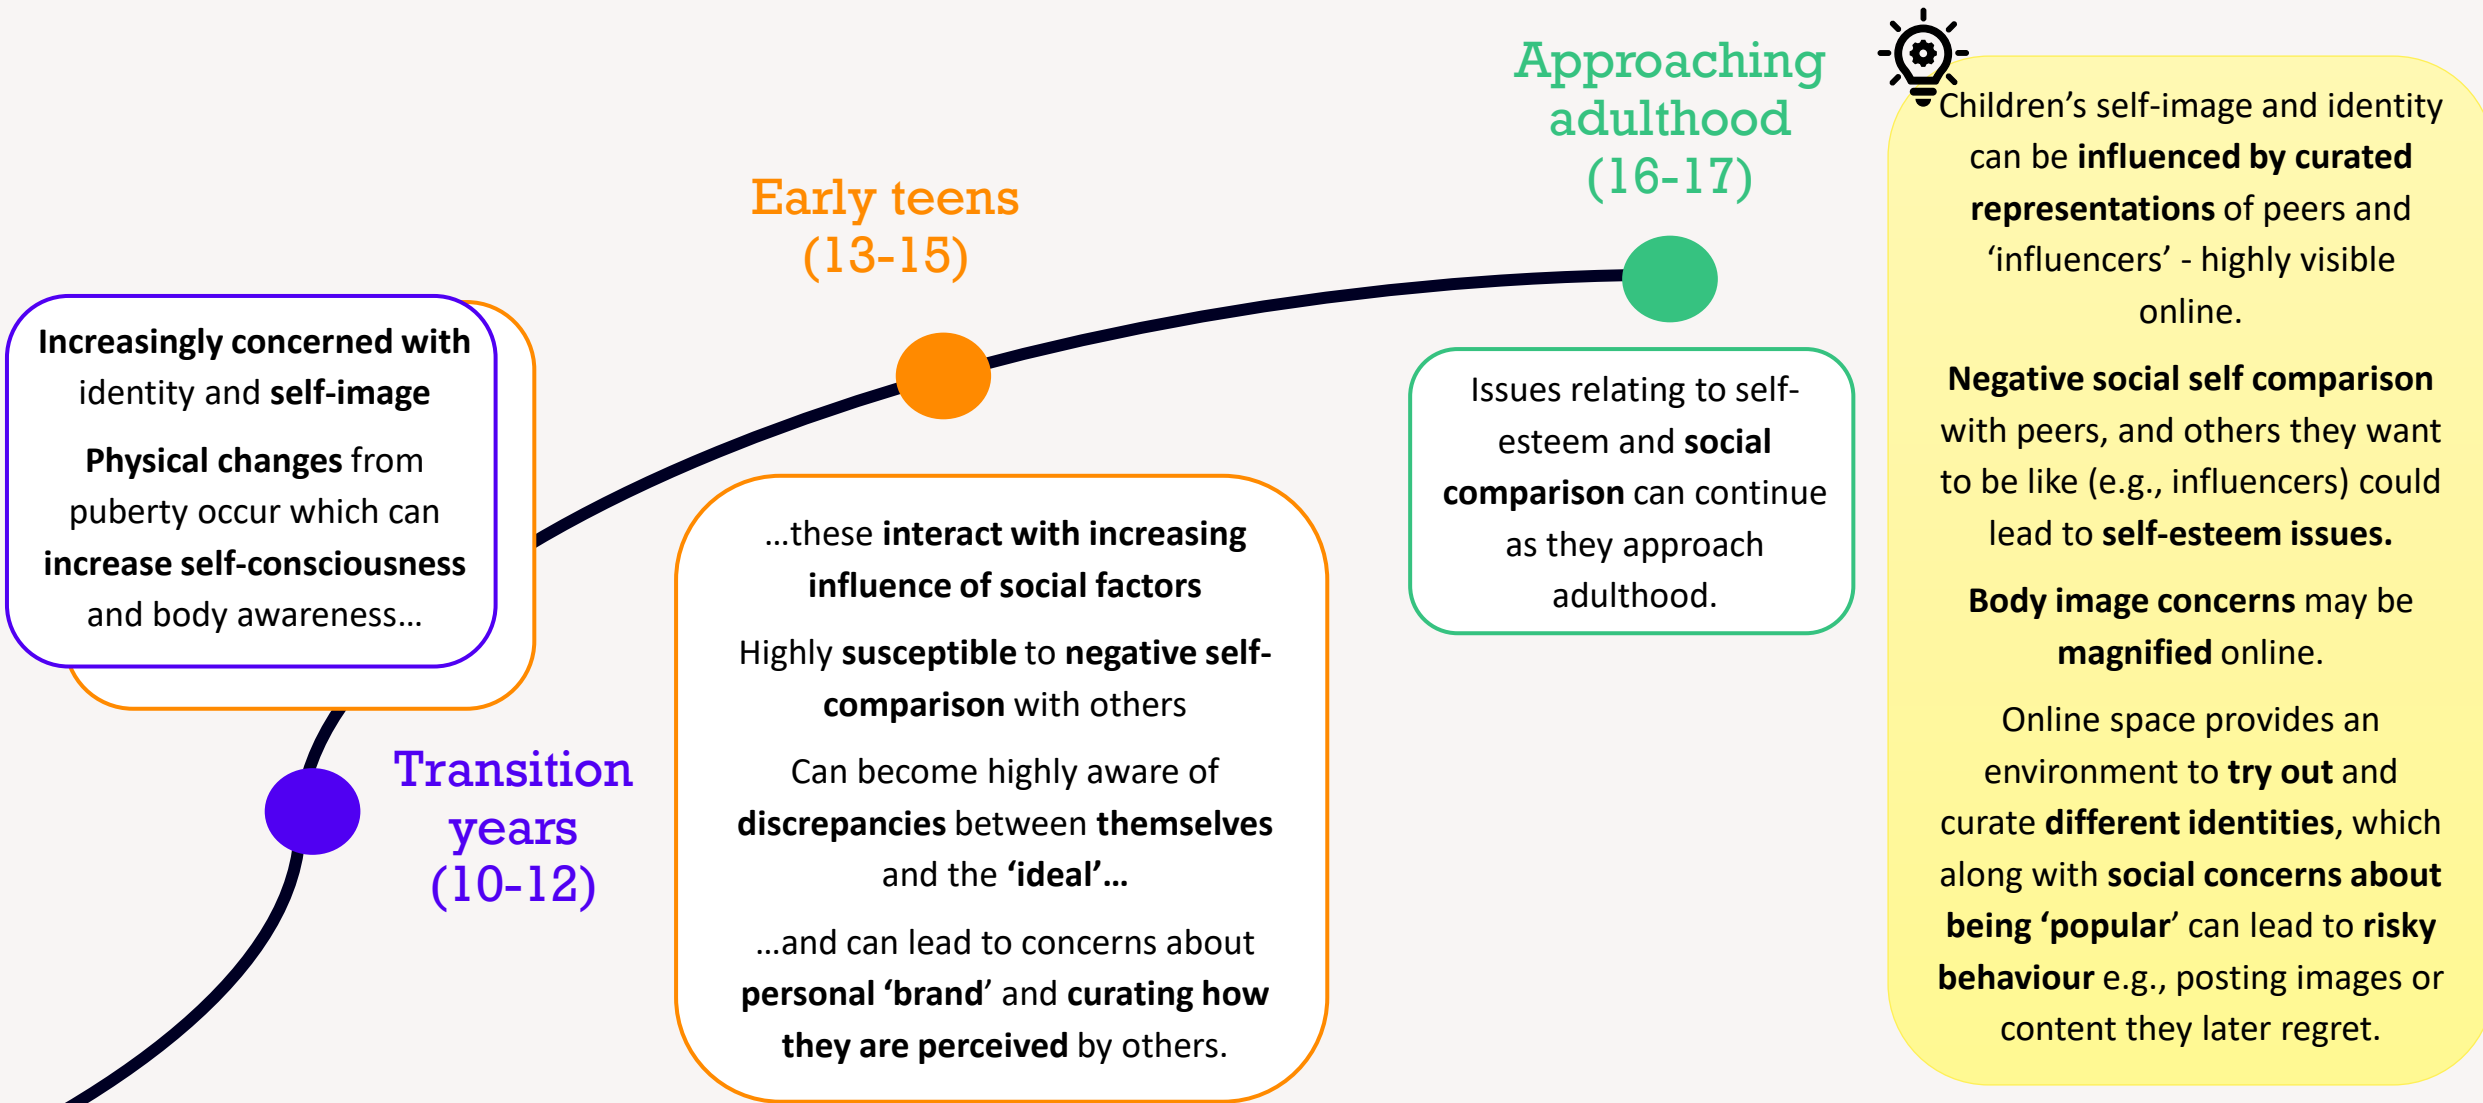 Increasingly concerned with
identity and self-image
Physical changes from
puberty occur which can
increase self-consciousness
and body awareness…
Transition
years
(10-12)
Early teens
(13-15)
…these interact with increasing
influence of social factors
Highly susceptible to negative self-
comparison with others
Can become highly aware of
discrepancies between themselves
and the ‘ideal’…
…and can lead to concerns about
personal ‘brand’ and curating how
they are perceived by others.
Approaching
adulthood
(16-17)
Issues relating to self-
esteem and social
comparison can continue
as they approach
adulthood.
Children’s self-image and identity
can be influenced by curated
representations of peers and
‘influencers’ - highly visible
online.
Negative social self comparison
with peers, and others they want
to be like (e.g., influencers) could
lead to self-esteem issues.
Body image concerns may be
magnified online.
Online space provides an
environment to try out and
curate different identities, which
along with social concerns about
being ‘popular’ can lead to risky
behaviour e.g., posting images or
content they later regret.